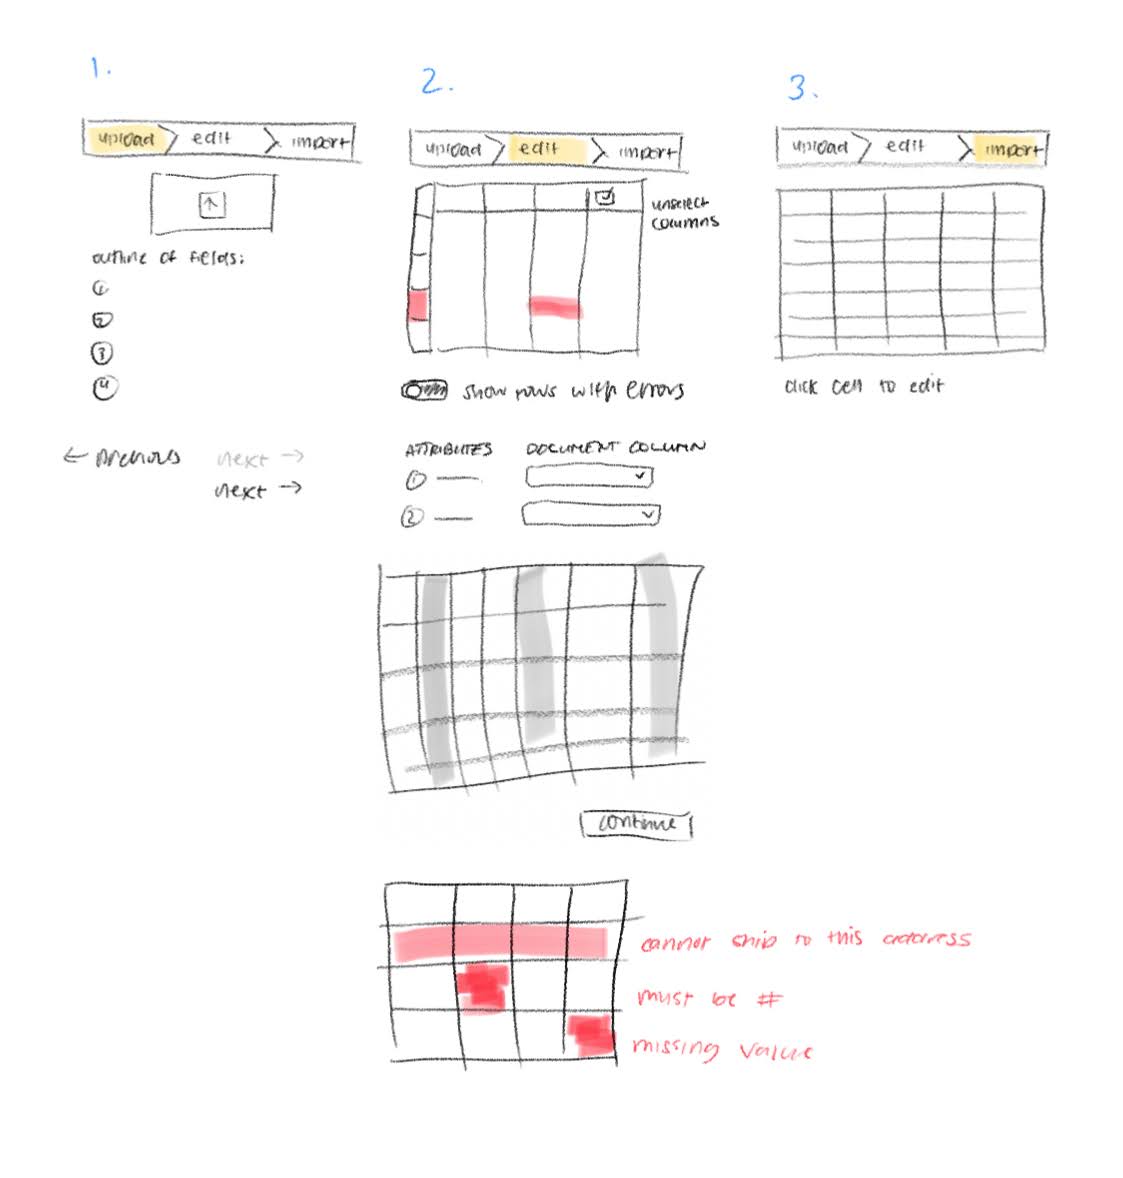 1.
upload edit import
outline of fields:
1
2
3
4
← previous next →
next →
2.
upload edit import
unselect
columns
show rows with errors
ATTRIBUTES DOCUMENT COLUMN
1
2
continue
cannot ship to this address
must be #
missing value
3.
upload edit import
click cell to edit